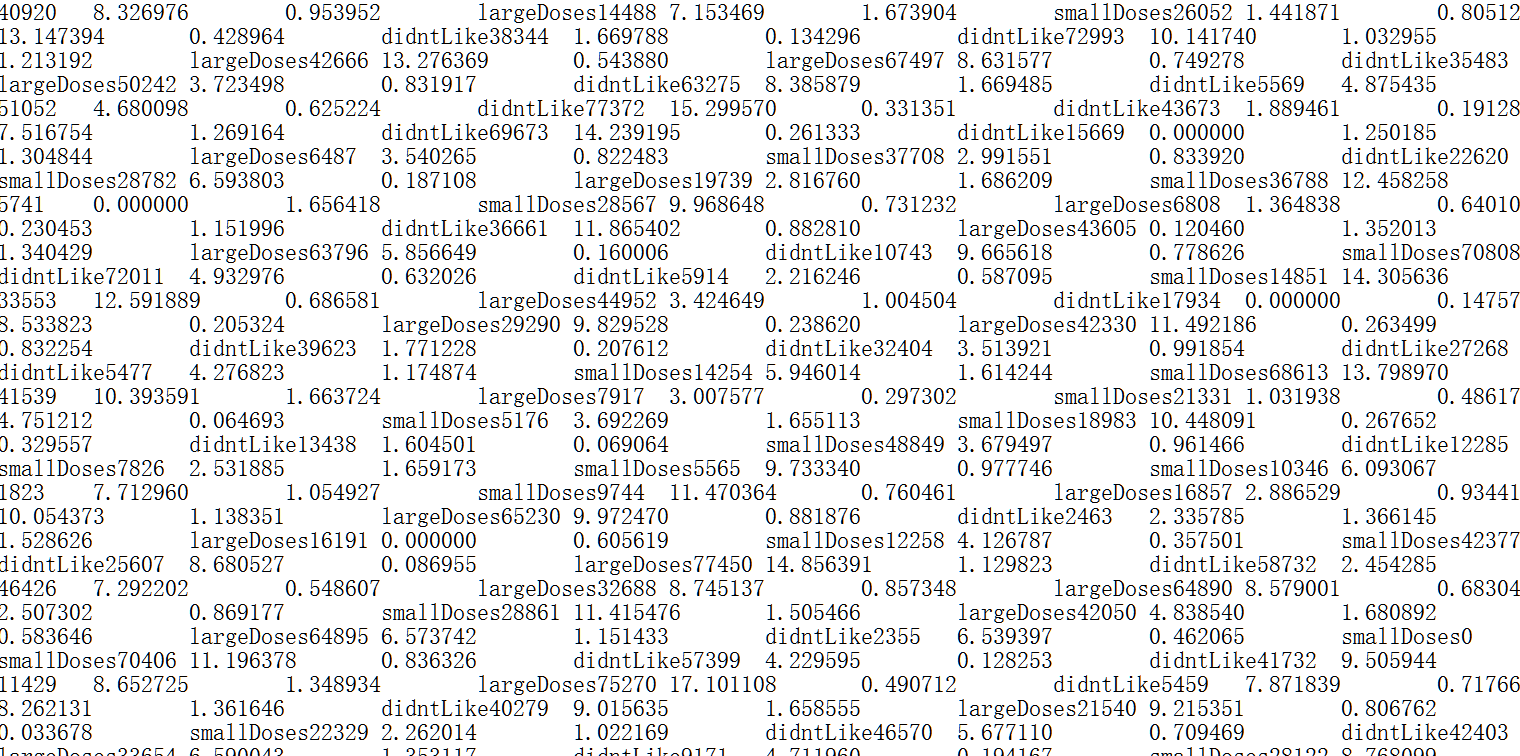 40920 8.326976 0.953952 largeDoses14488 7.153469 1.673904 smallDoses26052 1.441871 0.80512
13.147394 0.428964 didntLike38344 1.669788 0.134296 didntLike72993 10.141740 1.032955
1.213192 largeDoses42666 13.276369 0.543880 largeDoses67497 8.631577 0.749278 didntLike35483
largeDoses50242 3.723498 0.831917 didntLike63275 8.385879 1.669485 didntLike5569 4.875435
51052 4.680098 0.625224 didntLike77372 15.299570 0.331351 didntLike43673 1.889461 0.19128
7.516754 1.269164 didntLike69673 14.239195 0.261333 didntLike15669 0.000000 1.250185
1.304844 largeDoses6487 3.540265 0.822483 smallDoses37708 2.991551 0.833920 didntLike22620
smallDoses28782 6.593803 0.187108 largeDoses19739 2.816760 1.686209 smallDoses36788 12.458258
5741 0.000000 1.656418 smallDoses28567 9.968648 0.731232 largeDoses6808 1.364838 0.64010
0.230453 1.151996 didntLike36661 11.865402 0.882810 largeDoses43605 0.120460 1.352013
1.340429 largeDoses63796 5.856649 0.160006 didntLike10743 9.665618 0.778626 smallDoses70808
didntLike72011 4.932976 0.632026 didntLike5914 2.216246 0.587095 smallDoses14851 14.305636
33553 12.591889 0.686581 largeDoses44952 3.424649 1.004504 didntLike17934 0.000000 0.14757
8.533823 0.205324 largeDoses29290 9.829528 0.238620 largeDoses42330 11.492186 0.263499
0.832254 didntLike39623 1.771228 0.207612 didntLike32404 3.513921 0.991854 didntLike27268
didntLike5477 4.276823 1.174874 smallDoses14254 5.946014 1.614244 smallDoses68613 13.798970
41539 10.393591 1.663724 largeDoses7917 3.007577 0.297302 smallDoses21331 1.031938 0.48617
4.751212 0.064693 smallDoses5176 3.692269 1.655113 smallDoses18983 10.448091 0.267652
0.329557 didntLike13438 1.604501 0.069064 smallDoses48849 3.679497 0.961466 didntLike12285
smallDoses7826 2.531885 1.659173 smallDoses5565 9.733340 0.977746 smallDoses10346 6.093067
1823 7.712960 1.054927 smallDoses9744 11.470364 0.760461 largeDoses16857 2.886529 0.93441
10.054373 1.138351 largeDoses65230 9.972470 0.881876 didntLike2463 2.335785 1.366145
1.528626 largeDoses16191 0.000000 0.605619 smallDoses12258 4.126787 0.357501 smallDoses42377
didntLike25607 8.680527 0.086955 largeDoses77450 14.856391 1.129823 didntLike58732 2.454285
46426 7.292202 0.548607 largeDoses32688 8.745137 0.857348 largeDoses64890 8.579001 0.68304
2.507302 0.869177 smallDoses28861 11.415476 1.505466 largeDoses42050 4.838540 1.680892
0.583646 largeDoses64895 6.573742 1.151433 didntLike2355 6.539397 0.462065 smallDoses0
smallDoses70406 11.196378 0.836326 didntLike57399 4.229595 0.128253 didntLike41732 9.505944
11429 8.652725 1.348934 largeDoses75270 17.101108 0.490712 didntLike5459 7.871839 0.71766
8.262131 1.361646 didntLike40279 9.015635 1.658555 largeDoses21540 9.215351 0.806762
0.033678 smallDoses22329 2.262014 1.022169 didntLike46570 5.677110 0.709469 didntLike42403
largeDoses33654 6.590043 1.353117 didntLike9171 4.711960 0.194167 smallDoses28122 8.768099